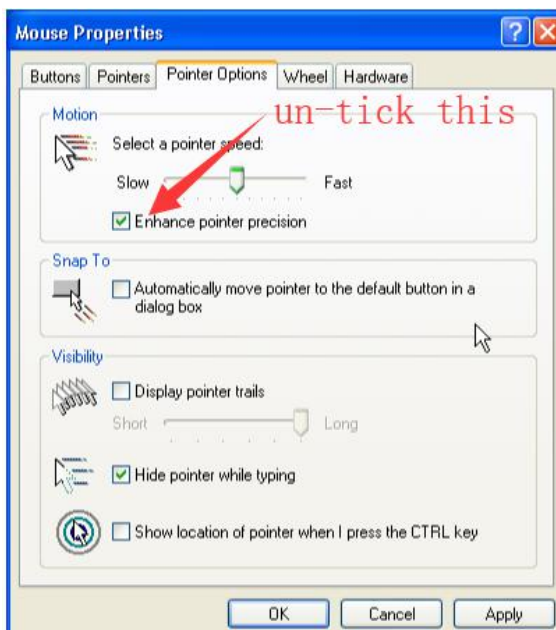 Mouse Properties
Buttons Pointers Pointer Options Wheel Hardware
Motion
un-tick this
Select a pointer speed:
Slow Fast
Enhance pointer precision
Snap To
Automatically move pointer to the default button in a
dialog box
Visibility
Display pointer trails
Short Long
Hide pointer while typing
Show location of pointer when I press the CTRL key
OK Cancel Apply